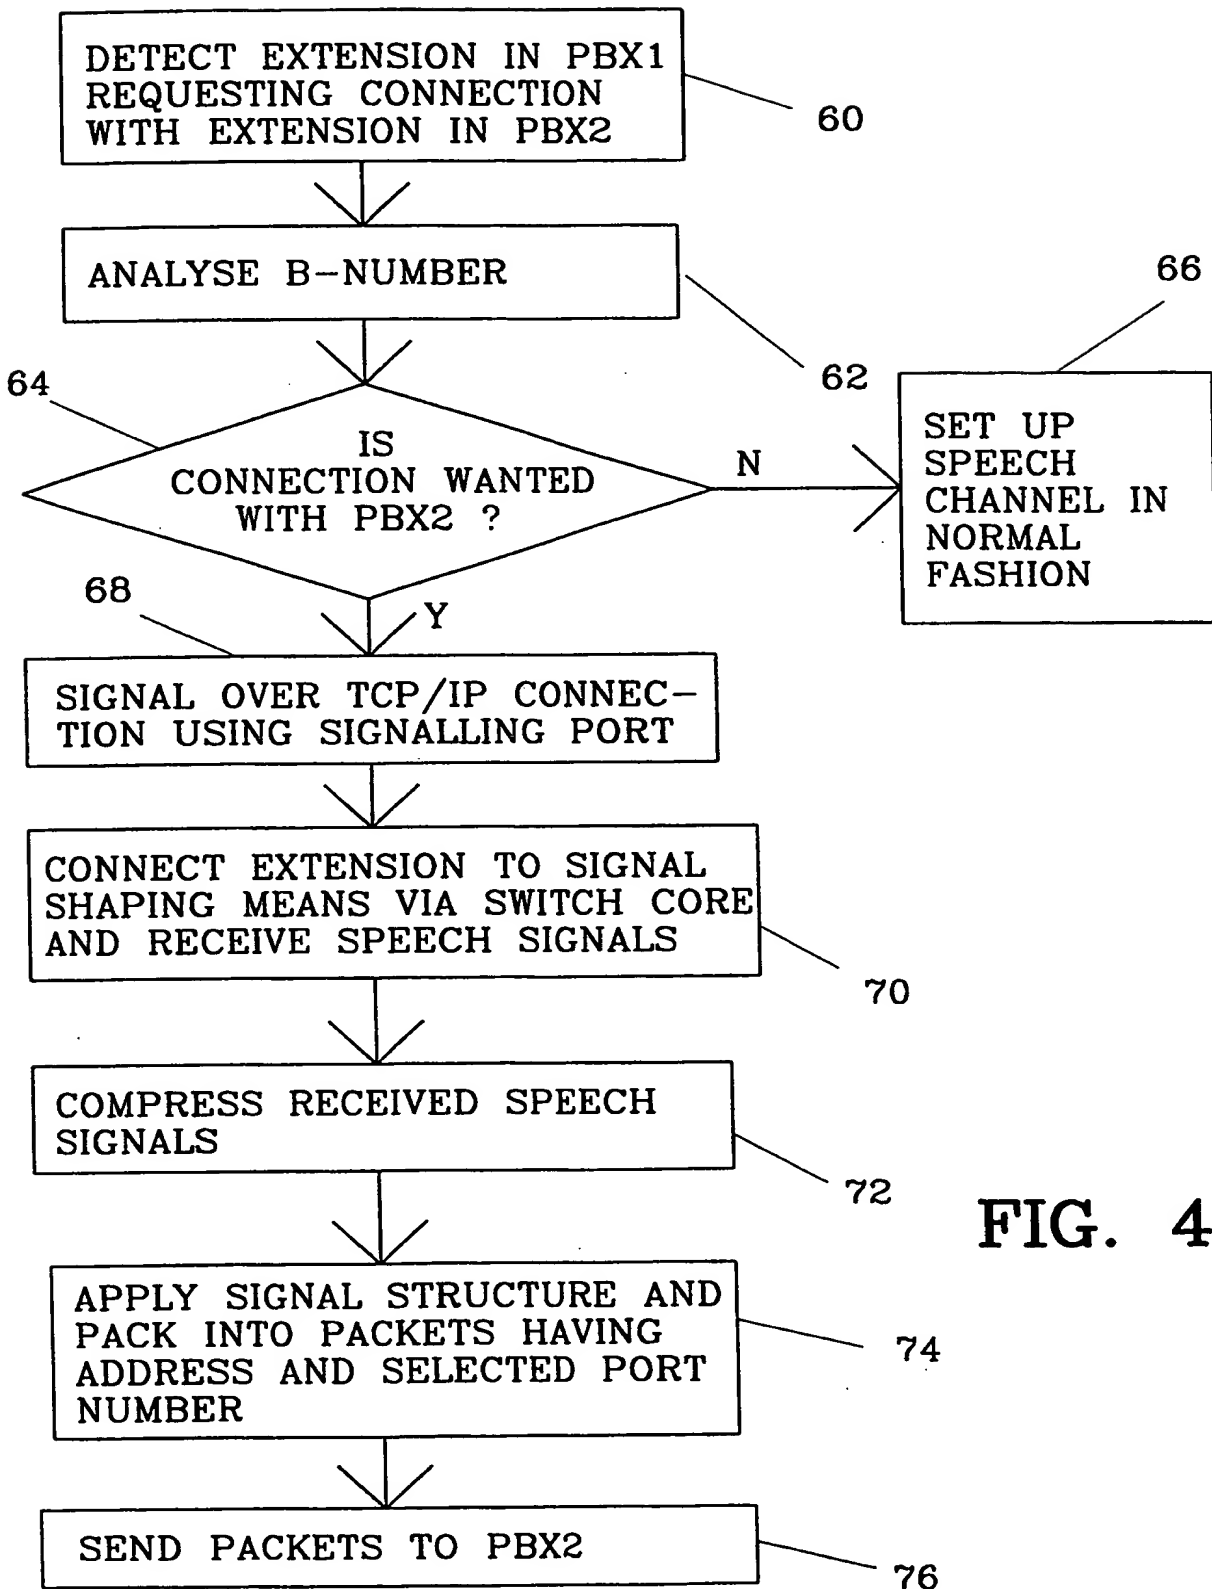 DETECT EXTENSION IN PBX1
REQUESTING CONNECTION
WITH EXTENSION IN PBX2
60
ANALYSE B-NUMBER
62
64
IS
CONNECTION WANTED
WITH PBX2 ?
N
66
SET UP
SPEECH
CHANNEL IN
NORMAL
FASHION
Y
68
SIGNAL OVER TCP/IP CONNEC-
TION USING SIGNALLING PORT
CONNECT EXTENSION TO SIGNAL
SHAPING MEANS VIA SWITCH CORE
AND RECEIVE SPEECH SIGNALS
70
COMPRESS RECEIVED SPEECH
SIGNALS
72
APPLY SIGNAL STRUCTURE AND
PACK INTO PACKETS HAVING
ADDRESS AND SELECTED PORT
NUMBER
74
SEND PACKETS TO PBX2
76
FIG. 4